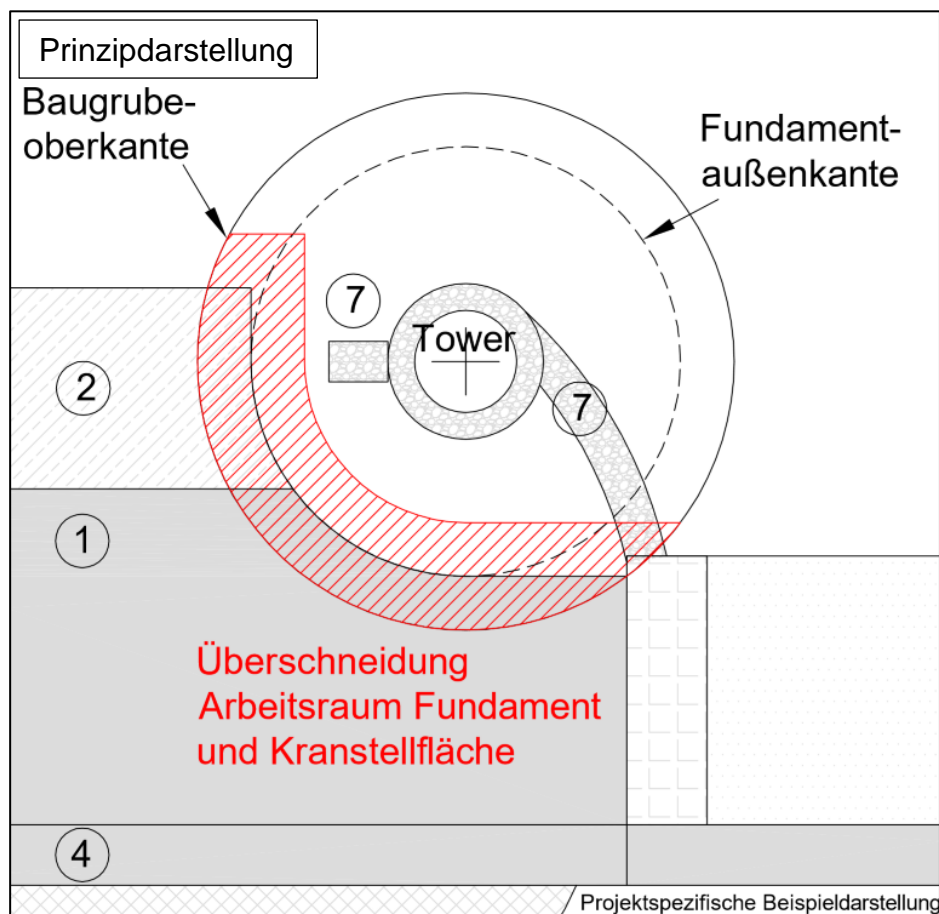 Prinzipdarstellung
Baugrube-
oberkante
Fundament-
außenkante
7
Tower
2
7
1
Überschneidung
Arbeitsraum Fundament
und Kranstellfläche
4
Projektspezifische Beispieldarstellung